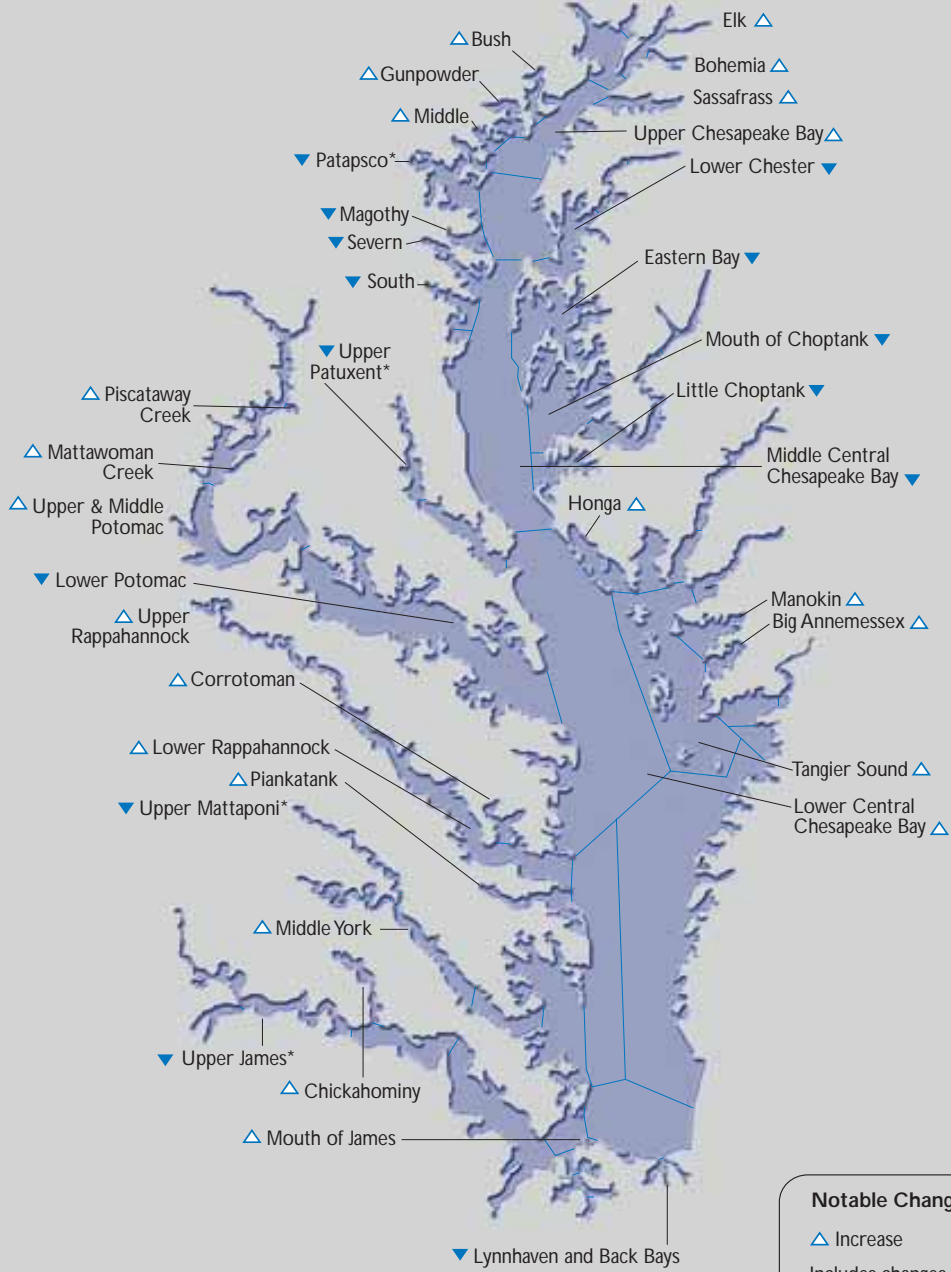 Elk △
△ Bush
Bohemia △
△ Gunpowder
Sassafrass △
△ Middle
Upper Chesapeake Bay △
▼ Patapsco*
Lower Chester ▼
▼ Magothy
▼ Severn
Eastern Bay ▼
▼ South
Mouth of Choptank ▼
▼ Upper
Patuxent*
Little Choptank ▼
△ Piscataway
Creek
△ Mattawoman
Creek
Middle Central
Chesapeake Bay ▼
△ Upper & Middle
Potomac
Honga △
▼ Lower Potomac
Manokin △
△ Upper
Rappahannock
Big Annemessex △
△ Corrotoman
△ Lower Rappahannock
Tangier Sound △
△ Piankatank
▼ Upper Mattaponi*
Lower Central
Chesapeake Bay △
△ Middle York
▼ Upper James*
△ Chickahominy
△ Mouth of James
Notable Chang
△ Increase
▼ Lynnhaven and Back Bays